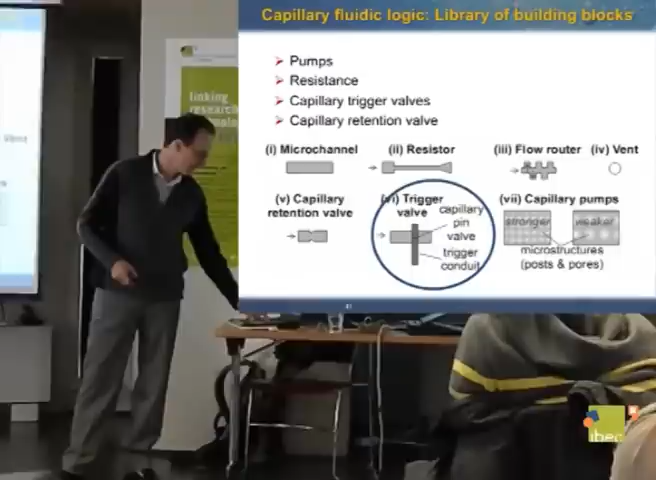 Capillary fluidic logic: Library of building blocks
Pumps
Resistance
Capillary trigger valves
Capillary retention valve
(i) Microchannel
(ii) Resistor
(iii) Flow router
(iv) Vent
(v) Capillary
retention valve
(vi) Trigger
valve
capillary
pin
valve
trigger
conduit
(vii) Capillary pumps
stronger
weaker
microstructures
(posts & pores)
linking
research
ibec